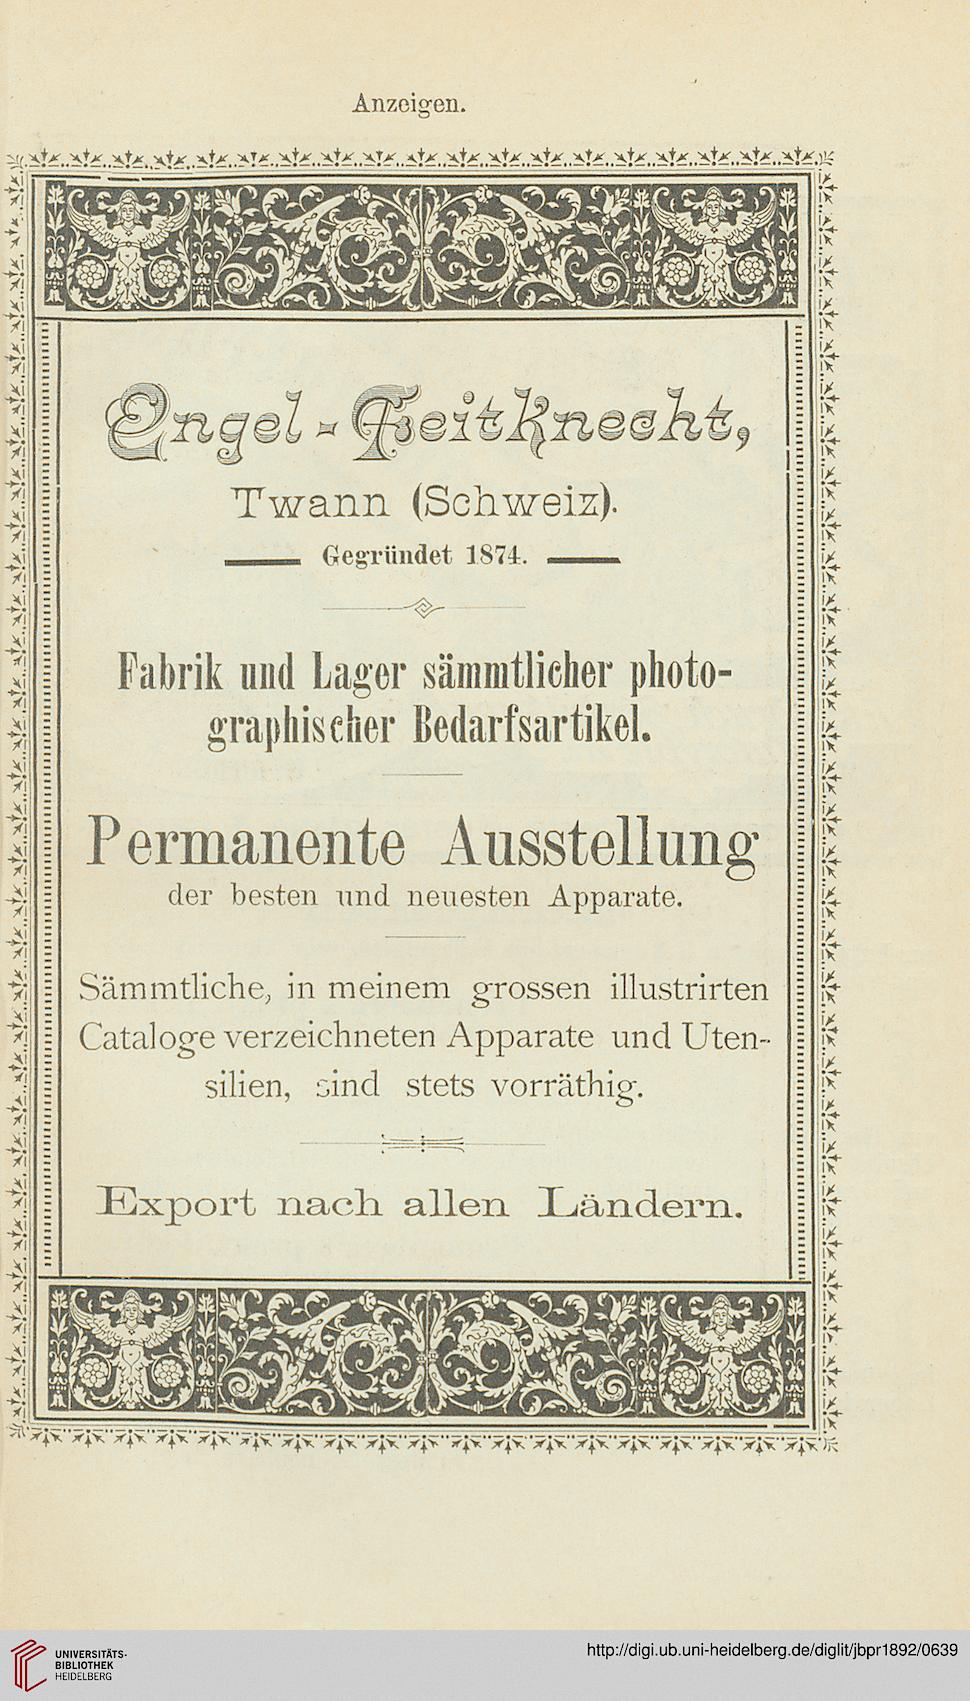 Anzeigen.
Engel-Feitknecht,
Twann (Schweiz).
Gegründet 1874.
Fabrik und Lager sämmtlicher photo-
graphischer Bedarfsartikel.
Permanente Ausstellung
der besten und neuesten Apparate.
Sämmtliche, in meinem grossen illustrirten
Cataloge verzeichneten Apparate und Uten-
silien, sind stets vorräthig.
Export nach allen Ländern.
UNIVERSITÄTS-
BIBLIOTHEK
HEIDELBERG
http://digi.ub.uni-heidelberg.de/diglit/jbpr1892/0639